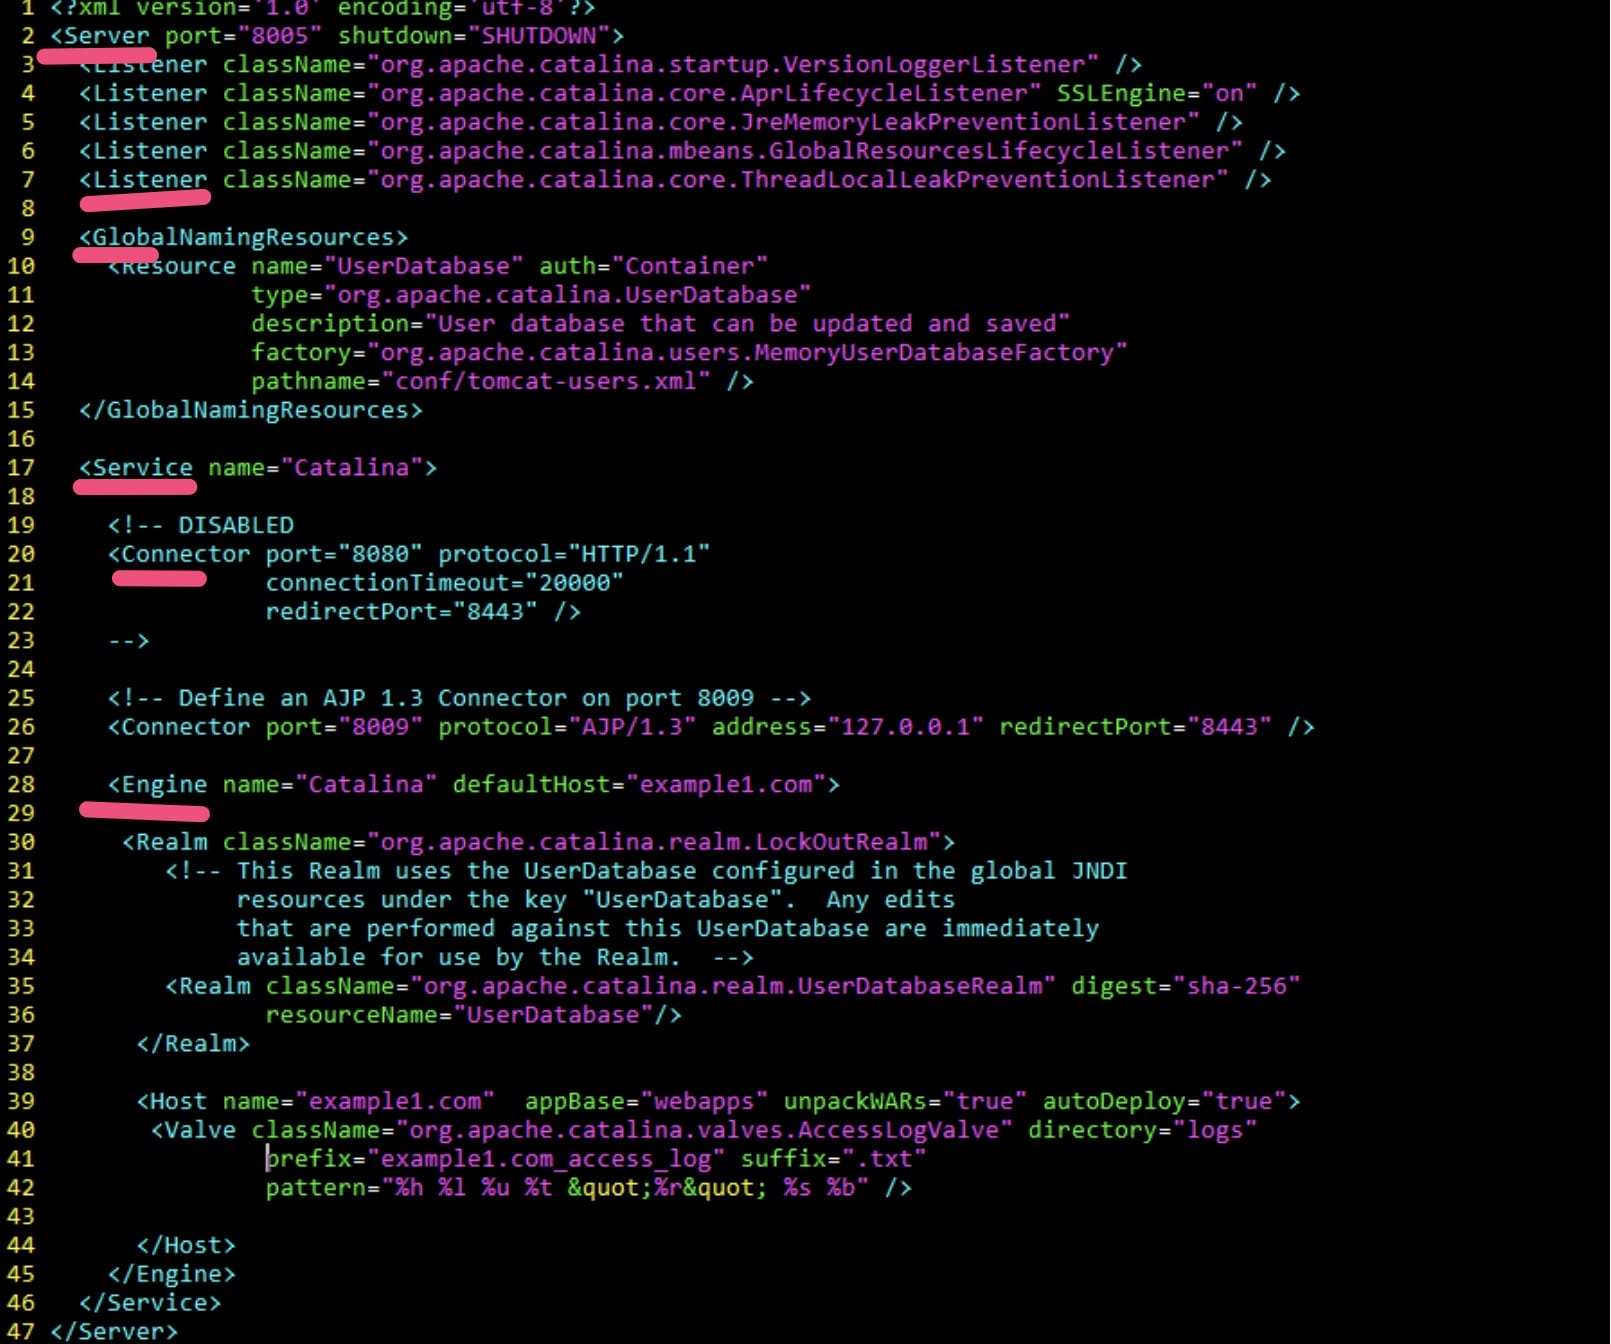 1 <?xml version='1.0' encoding='utf-8'?>
2 <Server port="8005" shutdown="SHUTDOWN">
3   <Listener className="org.apache.catalina.startup.VersionLoggerListener" />
4   <Listener className="org.apache.catalina.core.AprLifecycleListener" SSLEngine="on" />
5   <Listener className="org.apache.catalina.core.JreMemoryLeakPreventionListener" />
6   <Listener className="org.apache.catalina.mbeans.GlobalResourcesLifecycleListener" />
7   <Listener className="org.apache.catalina.core.ThreadLocalLeakPreventionListener" />
8
9   <GlobalNamingResources>
10     <Resource name="UserDatabase" auth="Container"
11               type="org.apache.catalina.UserDatabase"
12               description="User database that can be updated and saved"
13               factory="org.apache.catalina.users.MemoryUserDatabaseFactory"
14               pathname="conf/tomcat-users.xml" />
15   </GlobalNamingResources>
16
17   <Service name="Catalina">
18
19     <!-- DISABLED
20     <Connector port="8080" protocol="HTTP/1.1"
21                connectionTimeout="20000"
22                redirectPort="8443" />
23     -->
24
25     <!-- Define an AJP 1.3 Connector on port 8009 -->
26     <Connector port="8009" protocol="AJP/1.3" address="127.0.0.1" redirectPort="8443" />
27
28     <Engine name="Catalina" defaultHost="example1.com">
29
30      <Realm className="org.apache.catalina.realm.LockOutRealm">
31         <!-- This Realm uses the UserDatabase configured in the global JNDI
32              resources under the key "UserDatabase".  Any edits
33              that are performed against this UserDatabase are immediately
34              available for use by the Realm.  -->
35         <Realm className="org.apache.catalina.realm.UserDatabaseRealm" digest="sha-256"
36                resourceName="UserDatabase"/>
37       </Realm>
38
39       <Host name="example1.com"  appBase="webapps" unpackWARs="true" autoDeploy="true">
40        <Valve className="org.apache.catalina.valves.AccessLogValve" directory="logs"
41                prefix="example1.com_access_log" suffix=".txt"
42                pattern="%h %l %u %t &quot;%r&quot; %s %b" />
43
44       </Host>
45     </Engine>
46   </Service>
47 </Server>